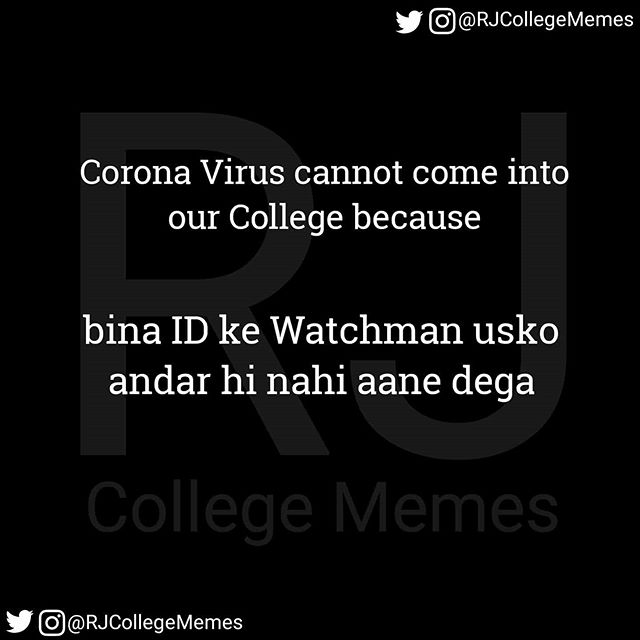 @RJCollegeMemes
RJ
Corona Virus cannot come into
our College because
bina ID ke Watchman usko
andar hi nahi aane dega
College Memes
@RJCollegeMemes